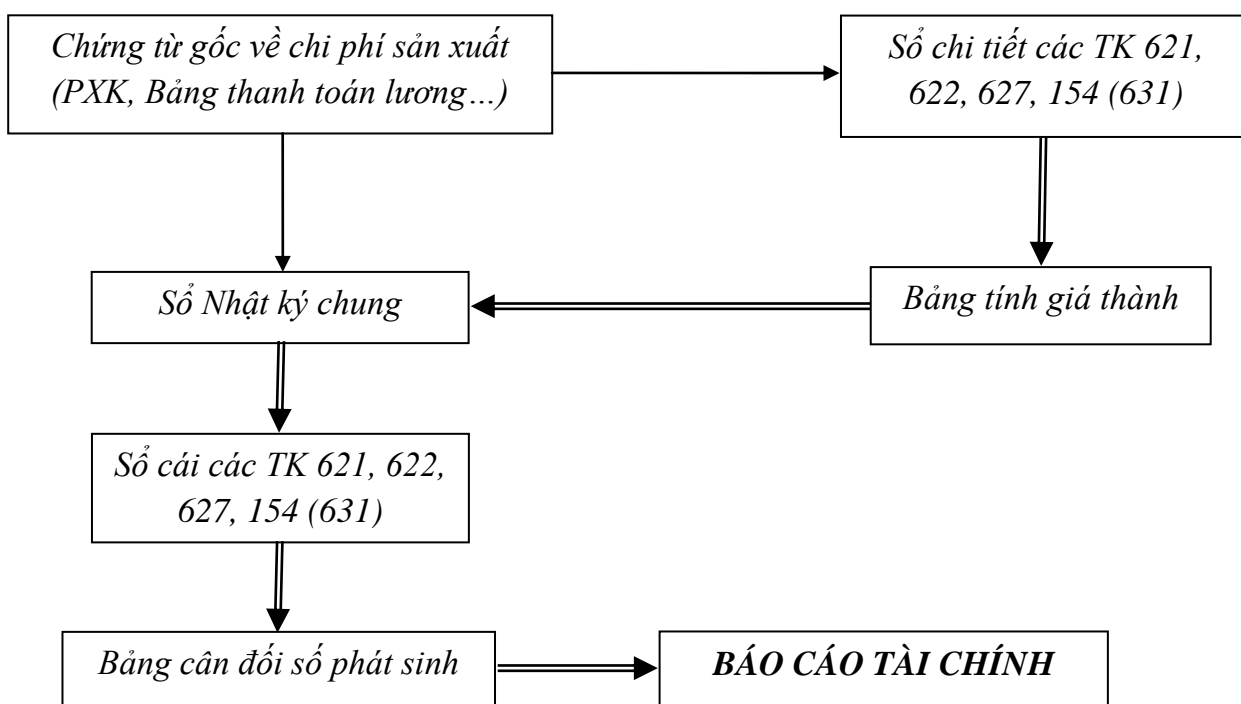 Chứng từ gốc về chi phí sản xuất
(PXK, Bảng thanh toán lương…)
Sổ chi tiết các TK 621,
622, 627, 154 (631)
Sổ Nhật ký chung
Bảng tính giá thành
Sổ cái các TK 621, 622,
627, 154 (631)
Bảng cân đối số phát sinh
BÁO CÁO TÀI CHÍNH